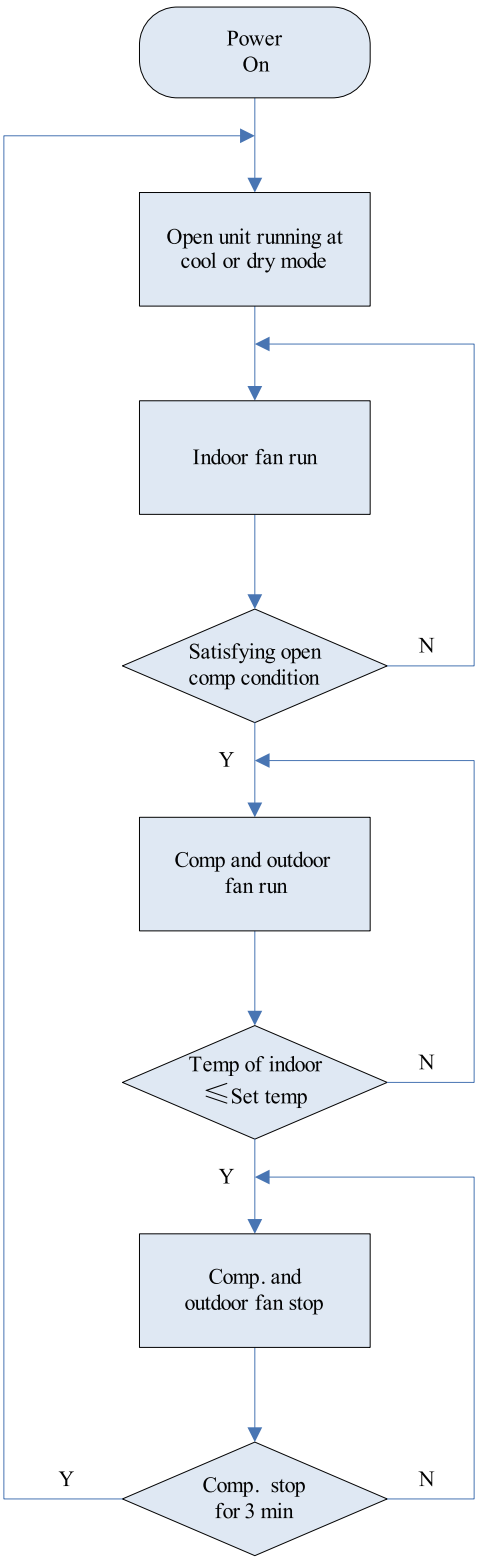 Power
On
Open unit running at
cool or dry mode
Indoor fan run
Satisfying open
comp condition
N
Y
Comp and outdoor
fan run
Temp of indoor
≤Set temp
N
Y
Comp. and
outdoor fan stop
Comp. stop
for 3 min
Y
N